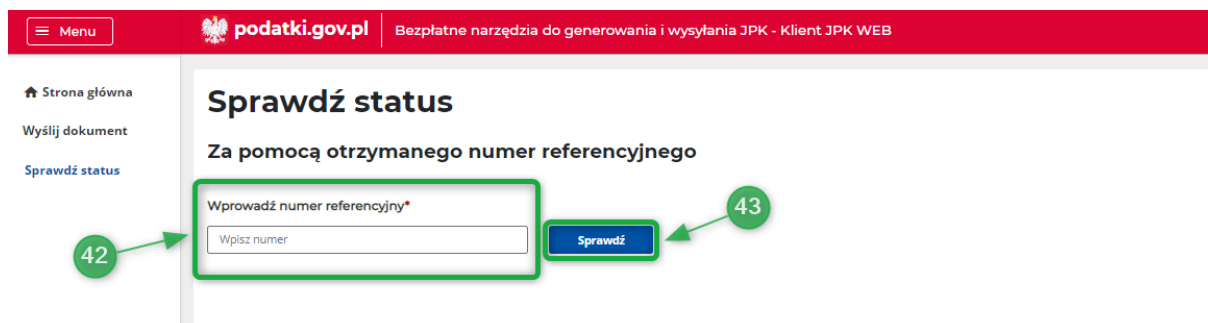 Menu
podatki.gov.pl
Bezpłatne narzędzia do generowania i wysyłania JPK - Klient JPK WEB
Strona główna
Wyślij dokument
Sprawdź status
Sprawdź status
Za pomocą otrzymanego numer referencyjnego
Wprowadź numer referencyjny*
Wpisz numer
Sprawdź
42
43